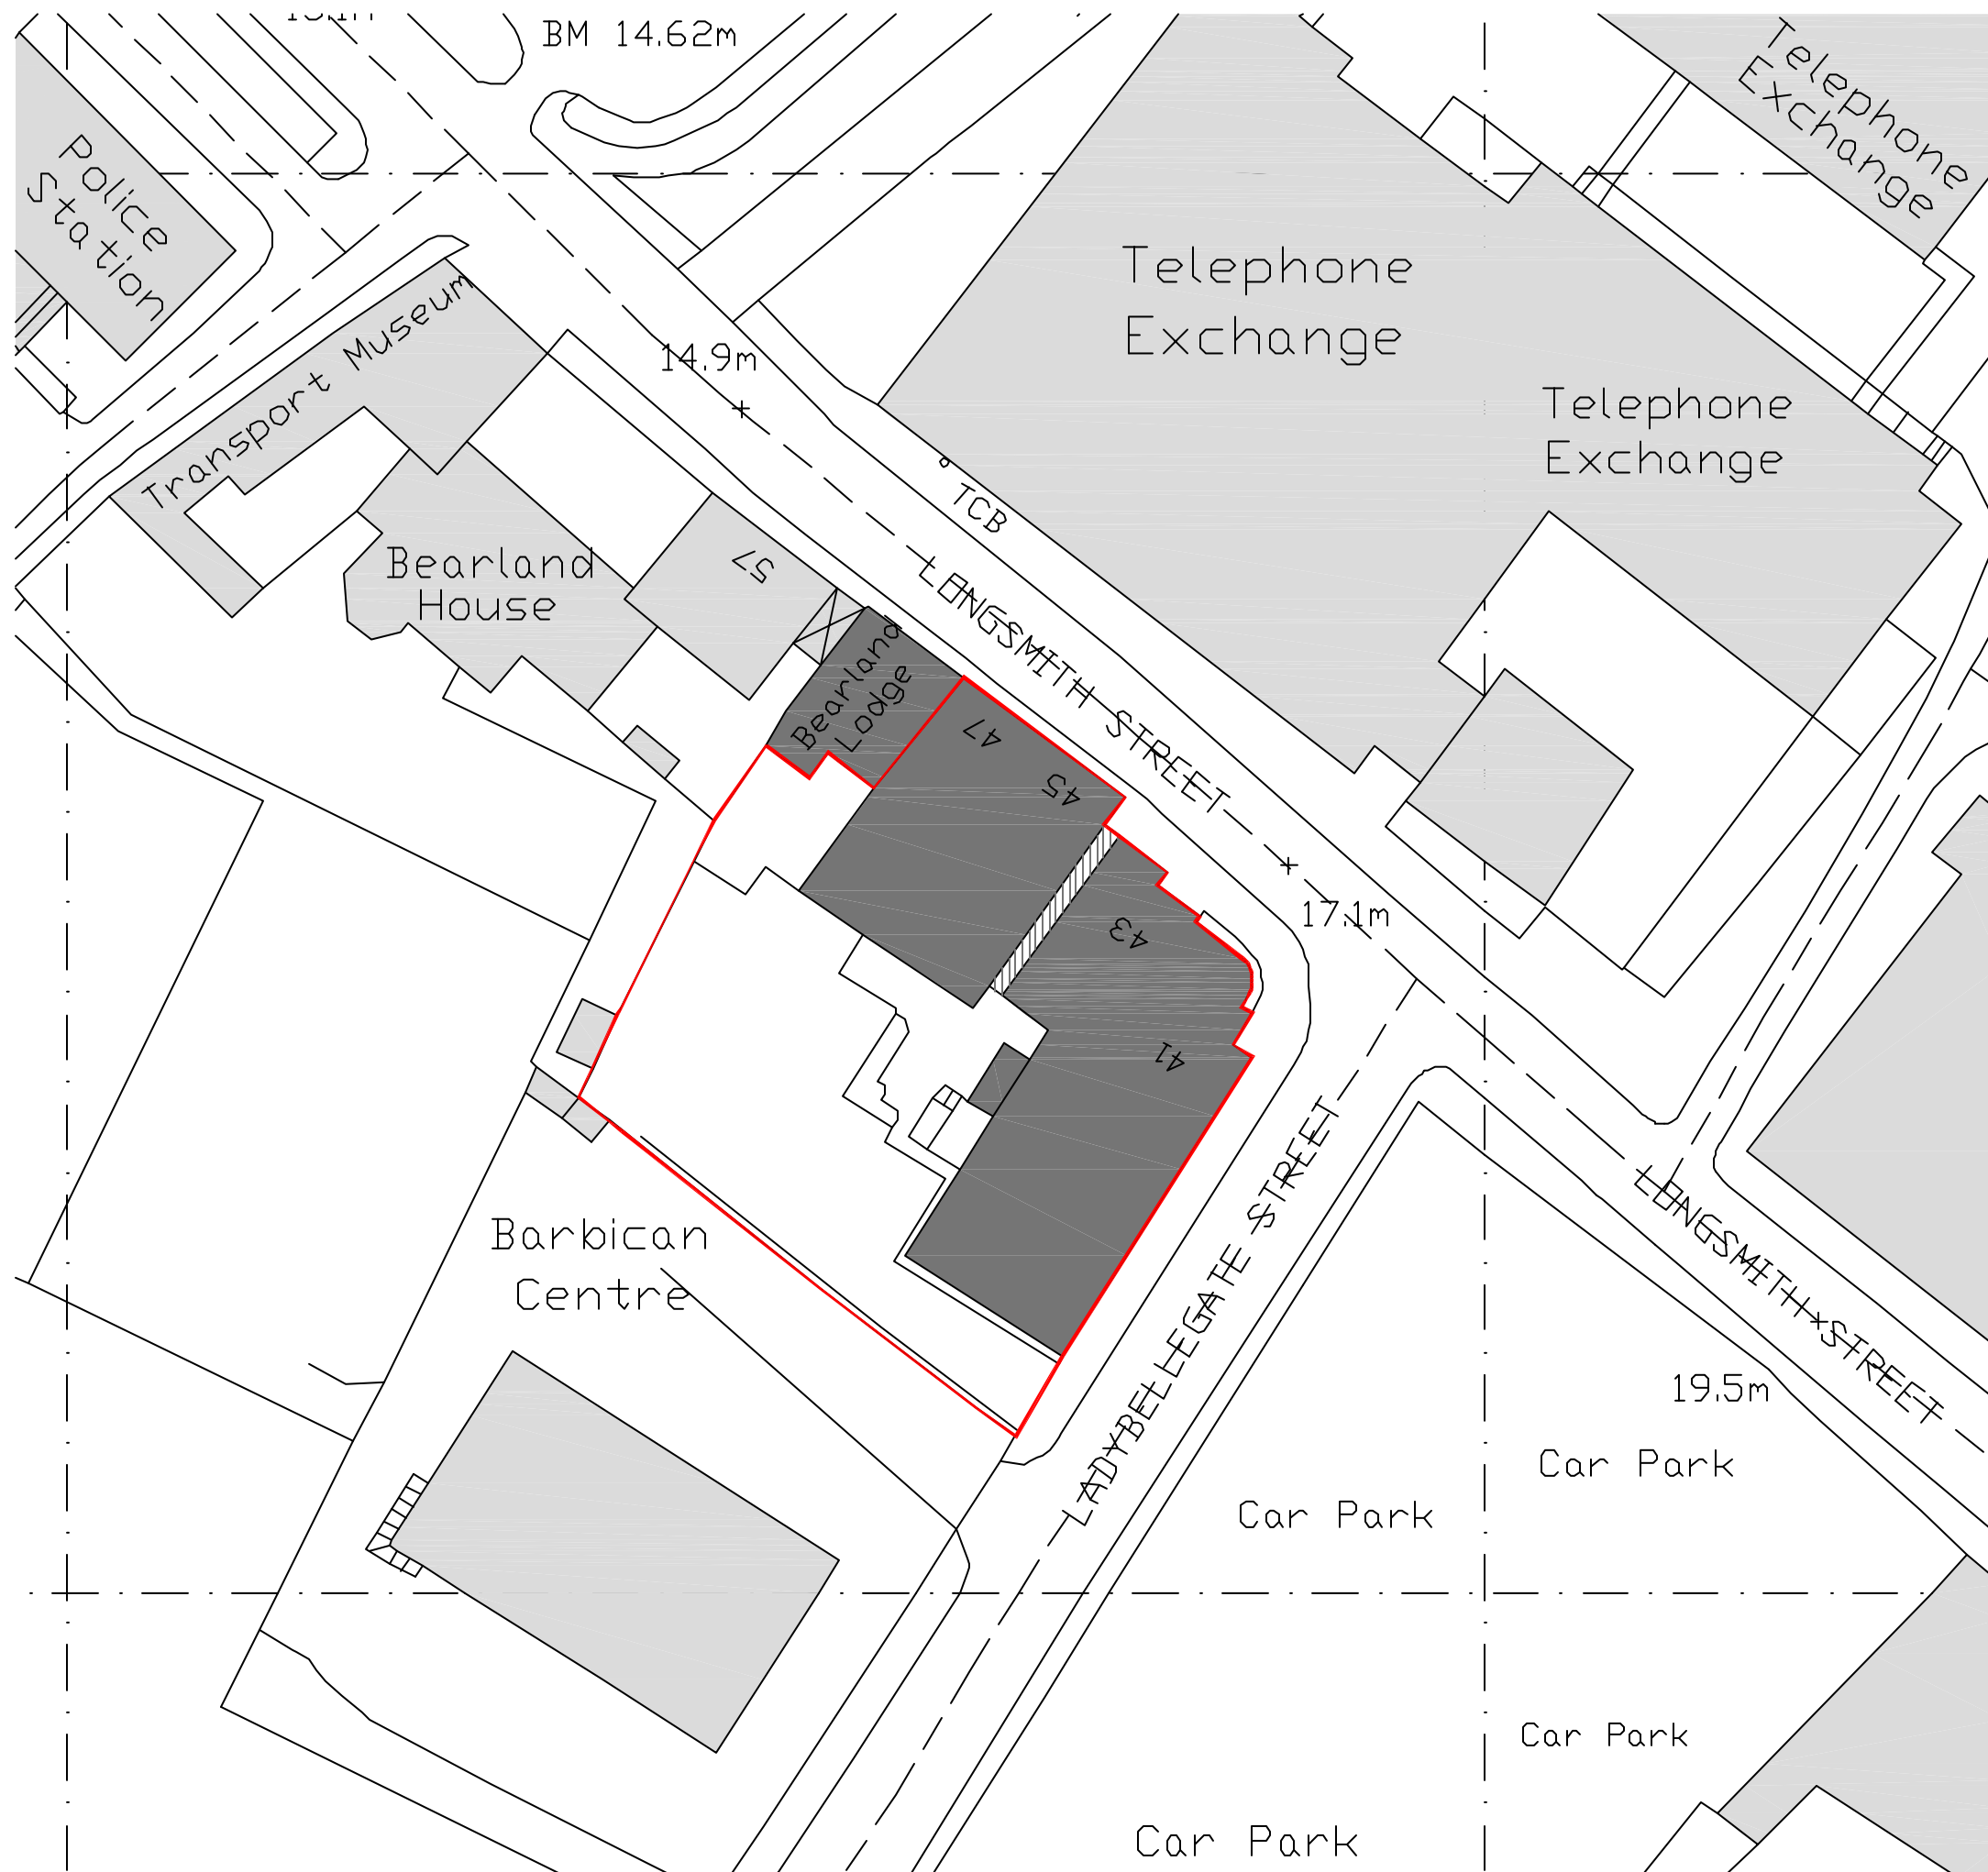 BM 14.62m
Telephone
Exchange
Police
Station
Telephone
Exchange
Transport Museum
14.9m
Telephone
Exchange
TCB
Bearland
House
57
LONGSMITH STREET
Bearland
Lodge
47
45
43
17.1m
41
LADYBELLEGATE STREET
LONGSMITH STREET
Barbican
Centre
19.5m
Car Park
Car Park
Car Park
Car Park